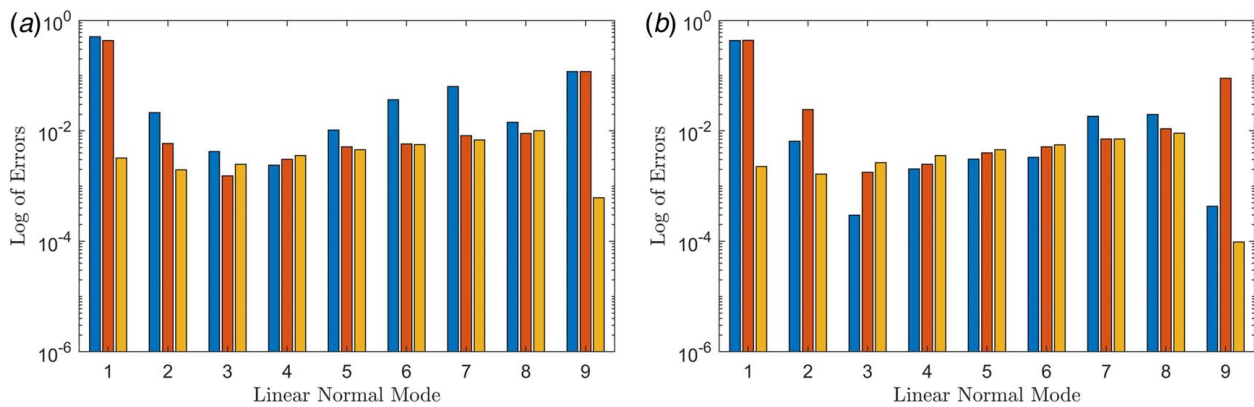 (a)
10^0
10^-2
10^-4
10^-6
Log of Errors
1 2 3 4 5 6 7 8 9
Linear Normal Mode
(b)
10^0
10^-2
10^-4
10^-6
Log of Errors
1 2 3 4 5 6 7 8 9
Linear Normal Mode